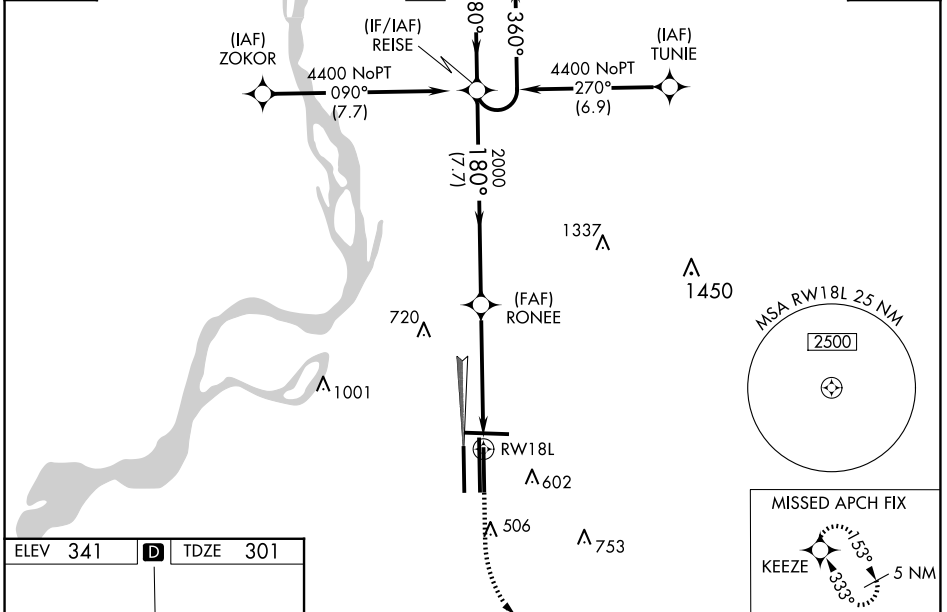 80°
360°
(IAF)
ZOKOR
(IF/IAF)
REISE
(IAF)
TUNIE
4400 NoPT
090°
(7.7)
4400 NoPT
270°
(6.9)
2000
180°
(7.7)
1337
1450
(FAF)
RONEE
720
1001
MSA RW18L 25 NM
2500
RW18L
602
506
753
MISSED APCH FIX
KEEZE
153°
333°
5 NM
ELEV 341 D TDZE 301